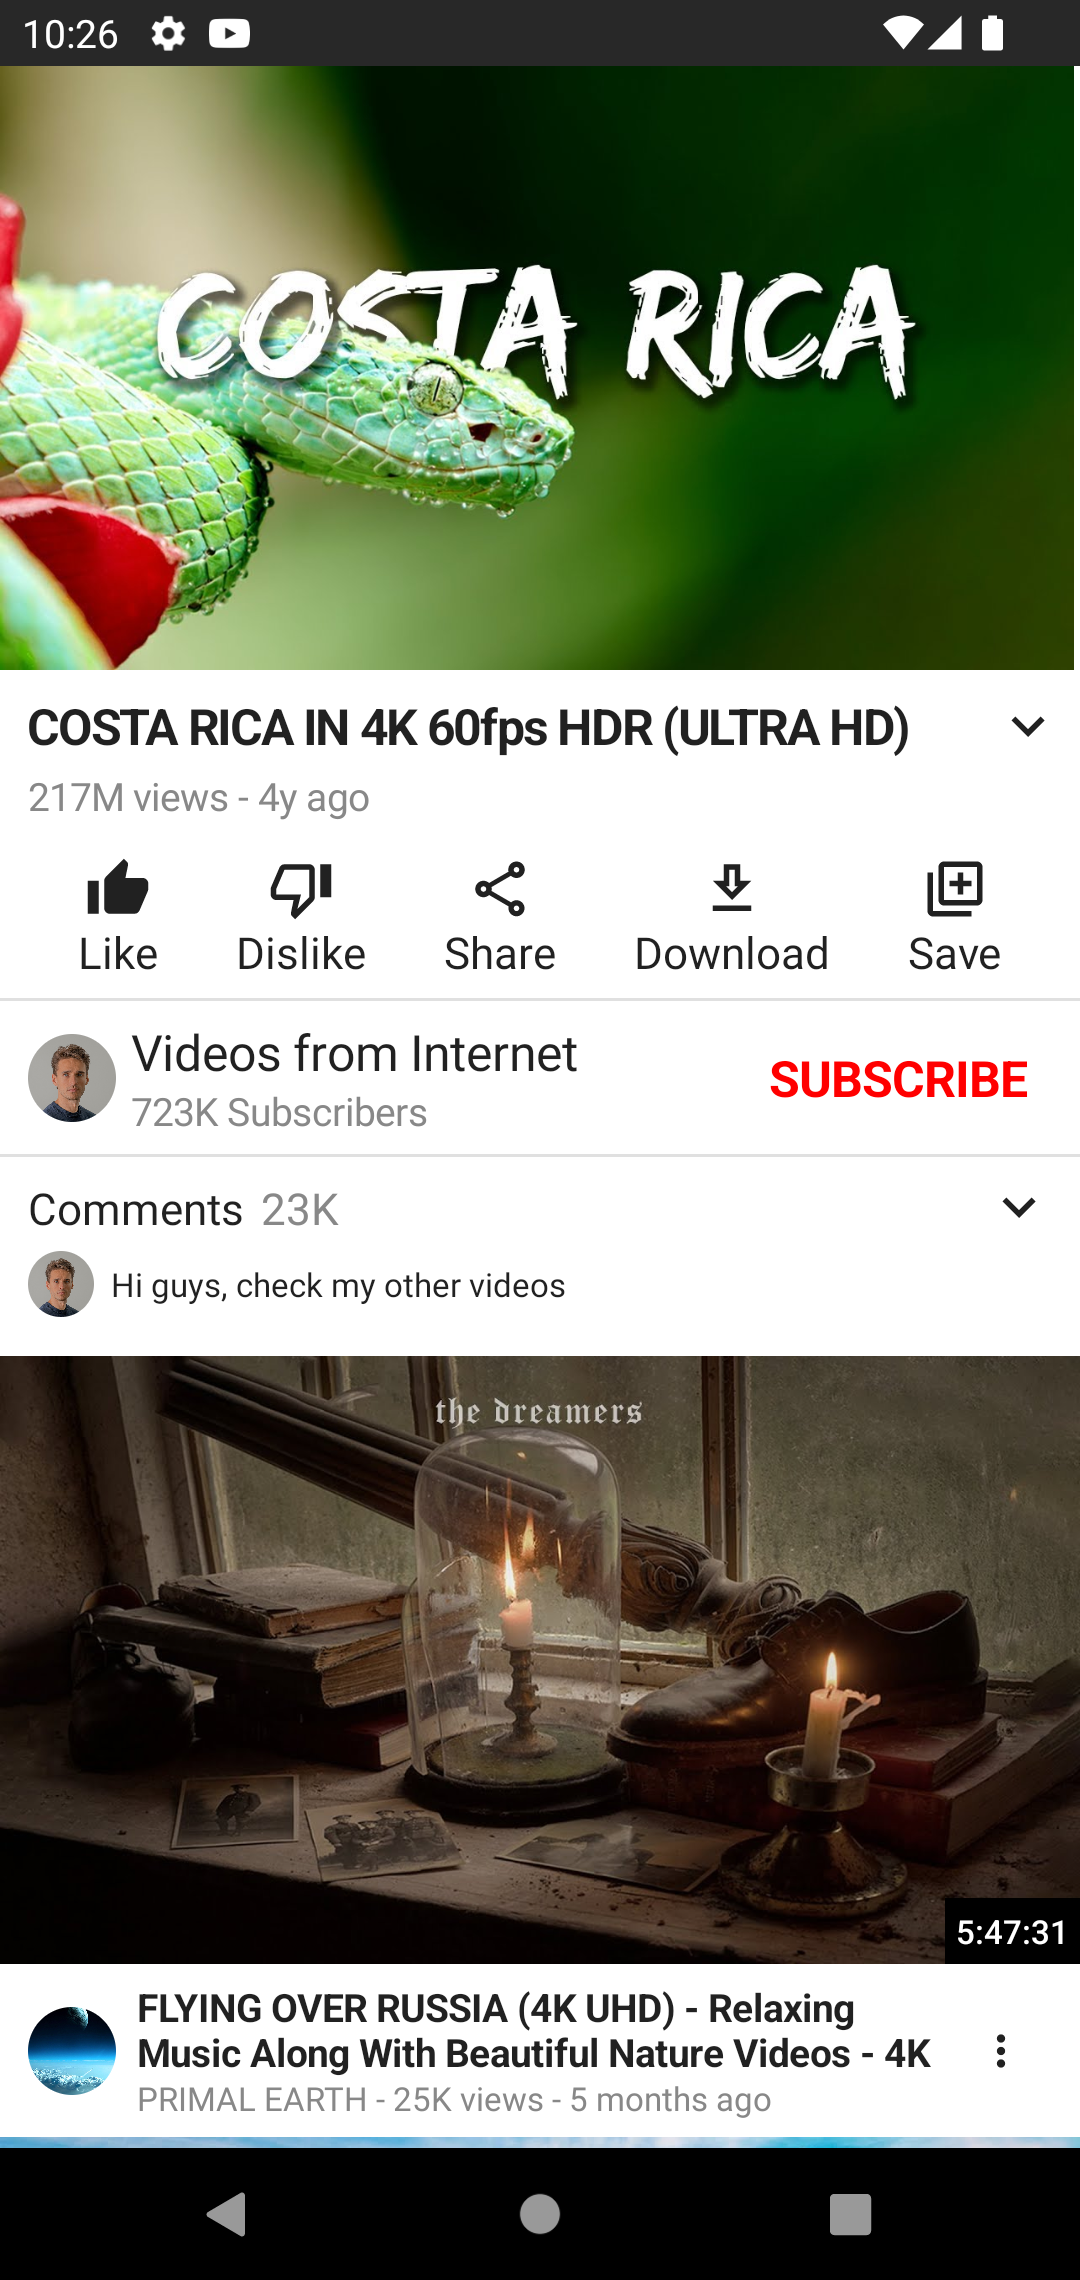 10:26
COSTA RICA
COSTA RICA IN 4K 60fps HDR (ULTRA HD)
217M views - 4y ago
Like
Dislike
Share
Download
Save
Videos from Internet
723K Subscribers
SUBSCRIBE
Comments 23K
Hi guys, check my other videos
the dreamers
5:47:31
FLYING OVER RUSSIA (4K UHD) - Relaxing
Music Along With Beautiful Nature Videos - 4K
PRIMAL EARTH - 25K views - 5 months ago